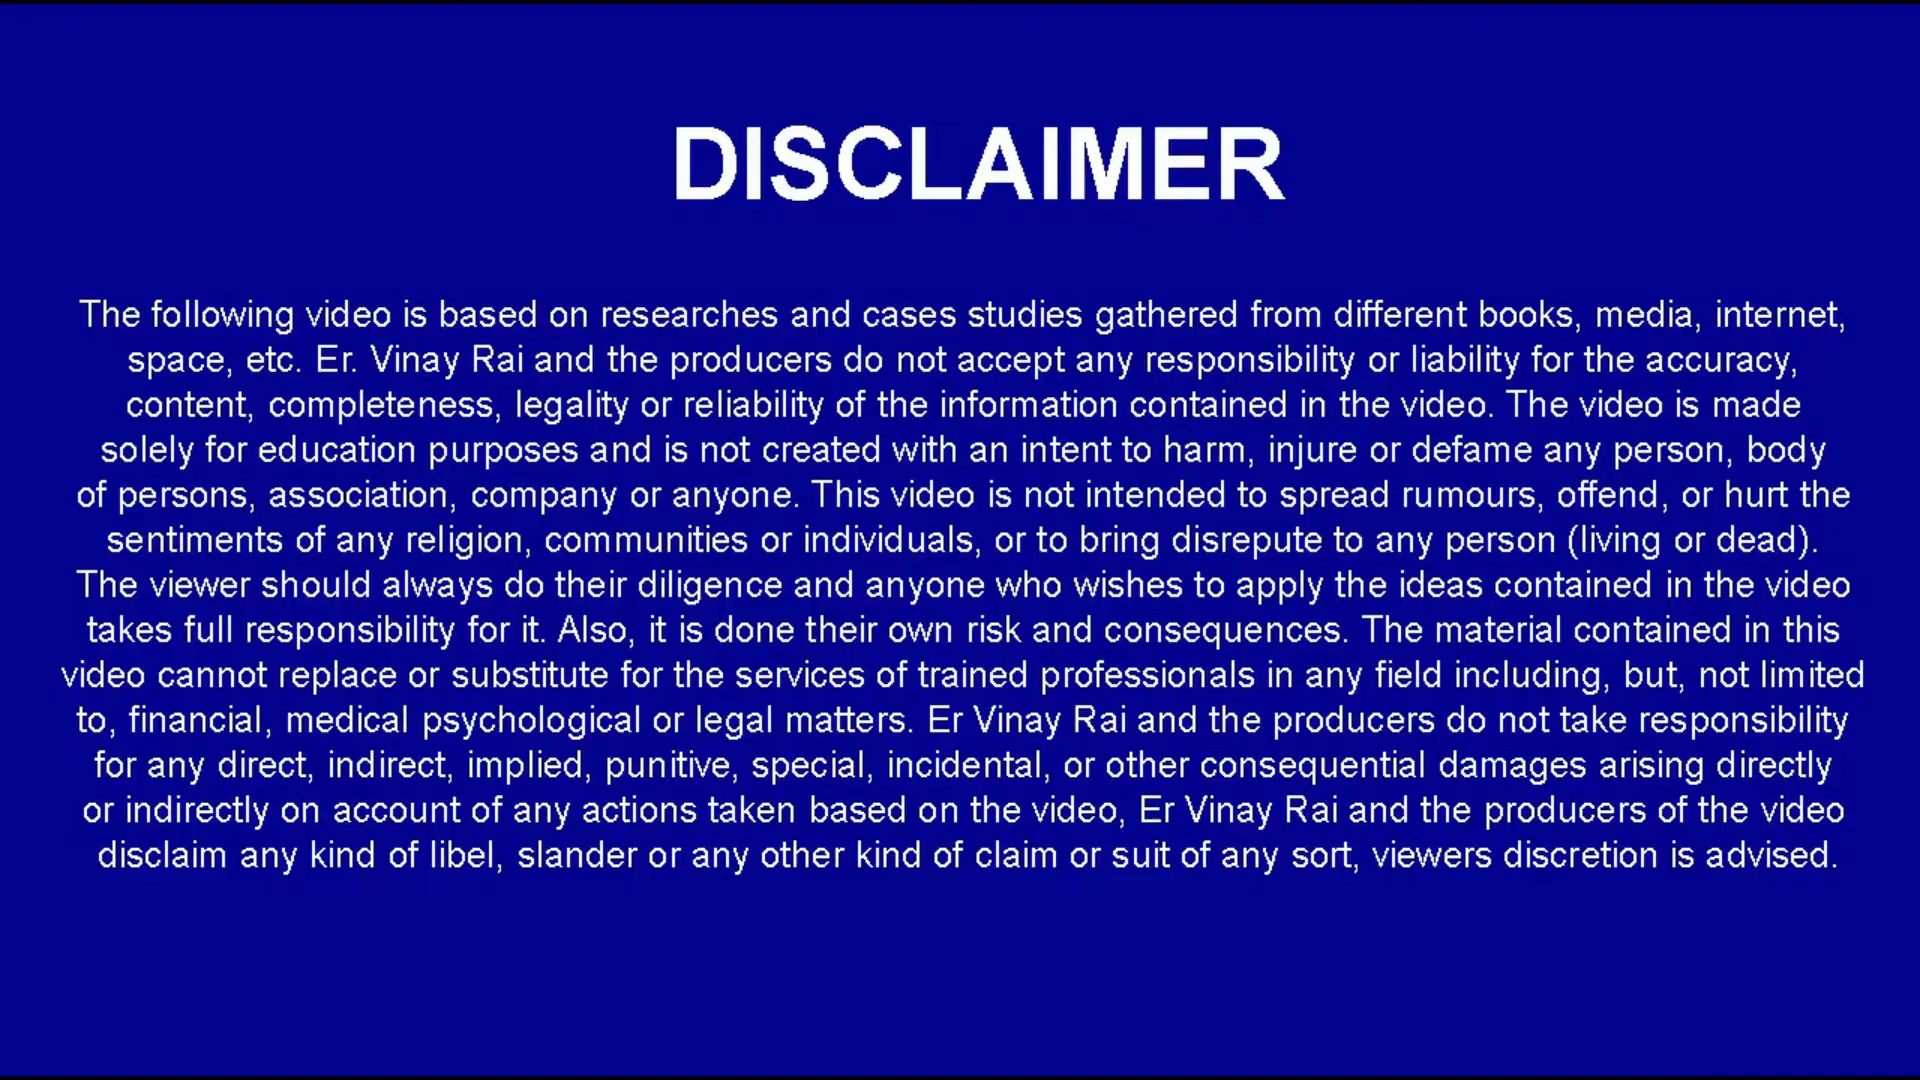 DISCLAIMER
The following video is based on researches and cases studies gathered from different books, media, internet,
space, etc. Er. Vinay Rai and the producers do not accept any responsibility or liability for the accuracy,
content, completeness, legality or reliability of the information contained in the video. The video is made
solely for education purposes and is not created with an intent to harm, injure or defame any person, body
of persons, association, company or anyone. This video is not intended to spread rumours, offend, or hurt the
sentiments of any religion, communities or individuals, or to bring disrepute to any person (living or dead).
The viewer should always do their diligence and anyone who wishes to apply the ideas contained in the video
takes full responsibility for it. Also, it is done their own risk and consequences. The material contained in this
video cannot replace or substitute for the services of trained professionals in any field including, but, not limited
to, financial, medical psychological or legal matters. Er Vinay Rai and the producers do not take responsibility
for any direct, indirect, implied, punitive, special, incidental, or other consequential damages arising directly
or indirectly on account of any actions taken based on the video, Er Vinay Rai and the producers of the video
disclaim any kind of libel, slander or any other kind of claim or suit of any sort, viewers discretion is advised.